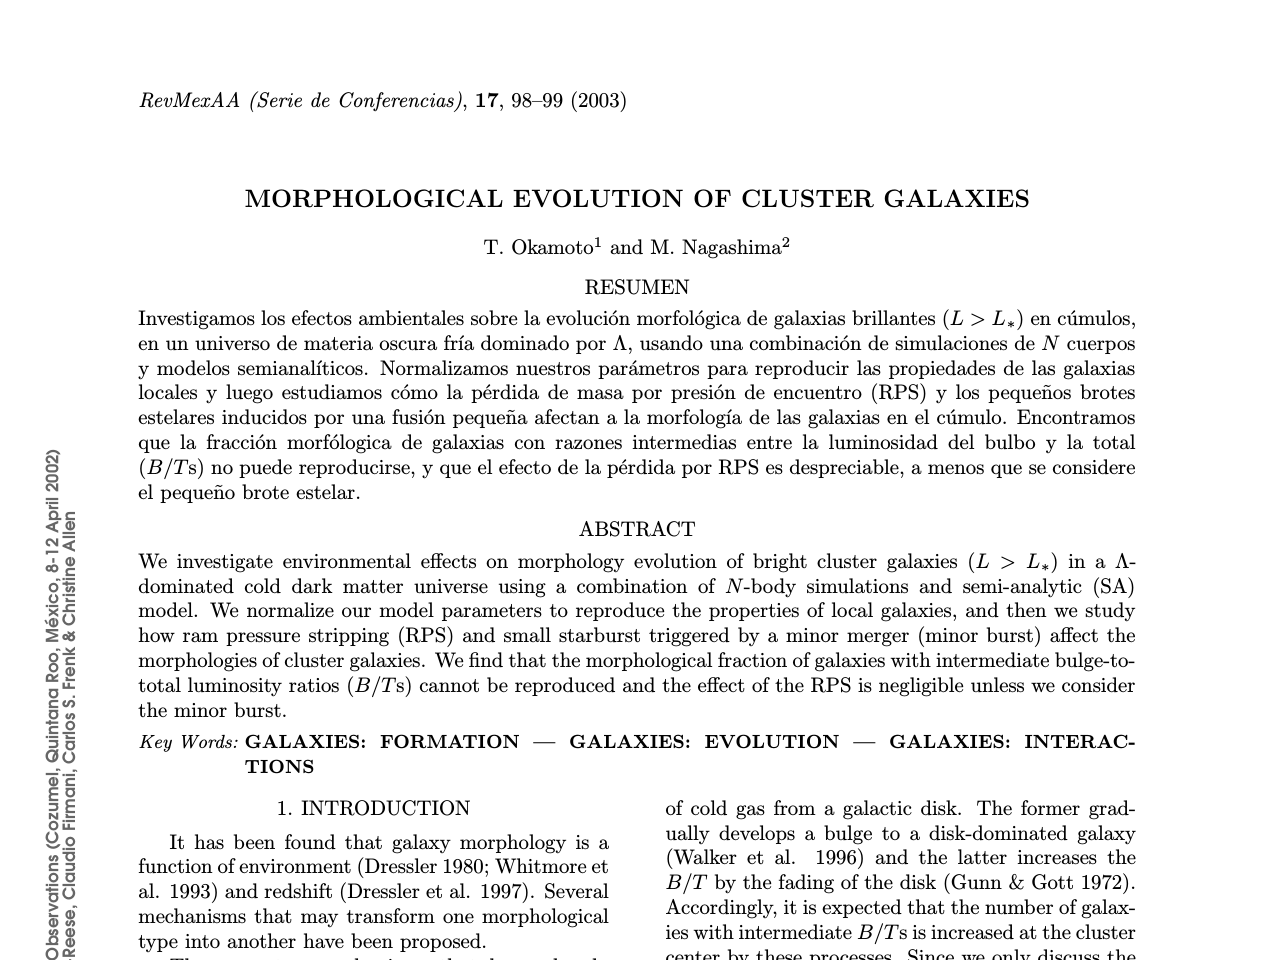 RevMexAA (Serie de Conferencias), 17, 98–99 (2003)
MORPHOLOGICAL EVOLUTION OF CLUSTER GALAXIES
T. Okamoto¹ and M. Nagashima²
RESUMEN
Investigamos los efectos ambientales sobre la evolución morfológica de galaxias brillantes (L > L∗) en cúmulos,
en un universo de materia oscura fría dominado por Λ, usando una combinación de simulaciones de N cuerpos
y modelos semianalíticos. Normalizamos nuestros parámetros para reproducir las propiedades de las galaxias
locales y luego estudiamos cómo la pérdida de masa por presión de encuentro (RPS) y los pequeños brotes
estelares inducidos por una fusión pequeña afectan a la morfología de las galaxias en el cúmulo. Encontramos
que la fracción morfólogica de galaxias con razones intermedias entre la luminosidad del bulbo y la total
(B/Ts) no puede reproducirse, y que el efecto de la pérdida por RPS es despreciable, a menos que se considere
el pequeño brote estelar.
ABSTRACT
We investigate environmental effects on morphology evolution of bright cluster galaxies (L > L∗) in a Λ-
dominated cold dark matter universe using a combination of N-body simulations and semi-analytic (SA)
model. We normalize our model parameters to reproduce the properties of local galaxies, and then we study
how ram pressure stripping (RPS) and small starburst triggered by a minor merger (minor burst) affect the
morphologies of cluster galaxies. We find that the morphological fraction of galaxies with intermediate bulge-to-
total luminosity ratios (B/Ts) cannot be reproduced and the effect of the RPS is negligible unless we consider
the minor burst.
Key Words: GALAXIES: FORMATION — GALAXIES: EVOLUTION — GALAXIES: INTERAC-
TIONS
1. INTRODUCTION
It has been found that galaxy morphology is a
function of environment (Dressler 1980; Whitmore et
al. 1993) and redshift (Dressler et al. 1997). Several
mechanisms that may transform one morphological
type into another have been proposed.
of cold gas from a galactic disk. The former grad-
ually develops a bulge to a disk-dominated galaxy
(Walker et al. 1996) and the latter increases the
B/T by the fading of the disk (Gunn & Gott 1972).
Accordingly, it is expected that the number of galax-
ies with intermediate B/Ts is increased at the cluster
center by these processes. Since we only discuss the
Observations (Cozumel, Quintana Roo, México, 8-12 April 2002)
-Reese, Claudio Firmani, Carlos S. Frenk & Christine Allen